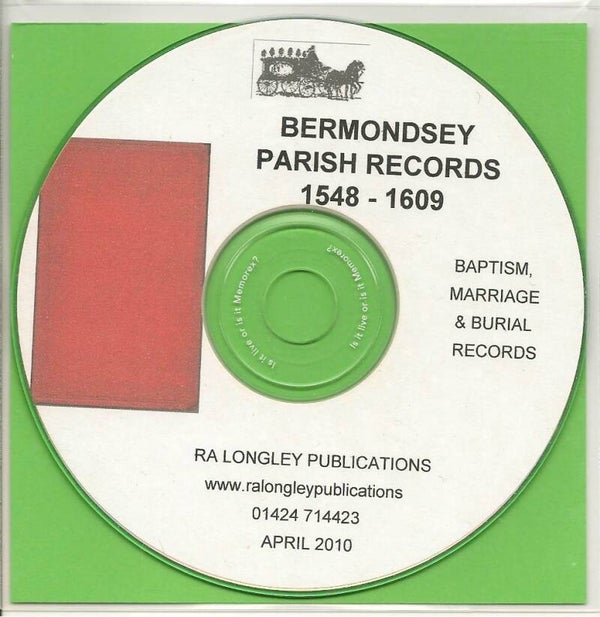 BERMONDSEY
PARISH RECORDS
1548 - 1609
Is it live or is it Memorex?
Is it live or is it Memorex?
BAPTISM,
MARRIAGE
& BURIAL
RECORDS
RA LONGLEY PUBLICATIONS
www.ralongleypublications
01424 714423
APRIL 2010